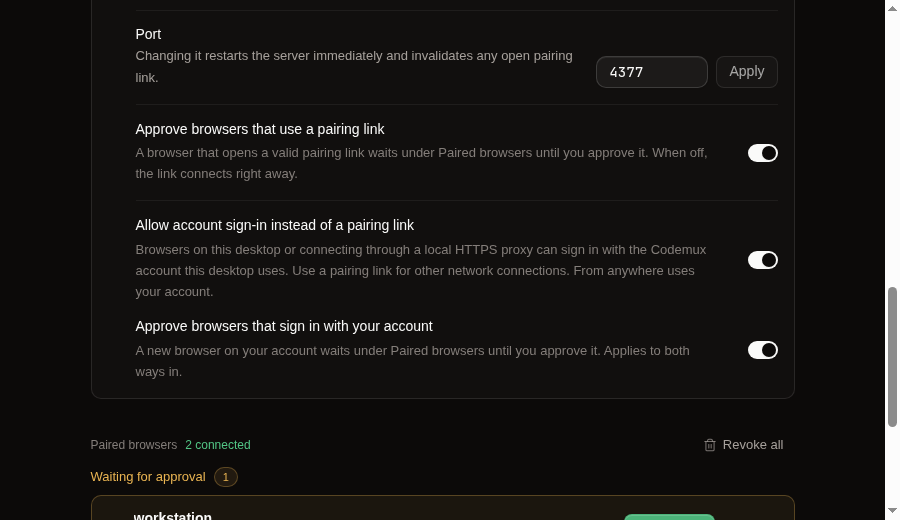 Port
Changing it restarts the server immediately and invalidates any open pairing
link.
4377
Apply
Approve browsers that use a pairing link
A browser that opens a valid pairing link waits under Paired browsers until you approve it. When off,
the link connects right away.
Allow account sign-in instead of a pairing link
Browsers on this desktop or connecting through a local HTTPS proxy can sign in with the Codemux
account this desktop uses. Use a pairing link for other network connections. From anywhere uses
your account.
Approve browsers that sign in with your account
A new browser on your account waits under Paired browsers until you approve it. Applies to both
ways in.
Paired browsers 2 connected
Revoke all
Waiting for approval 1
workstation